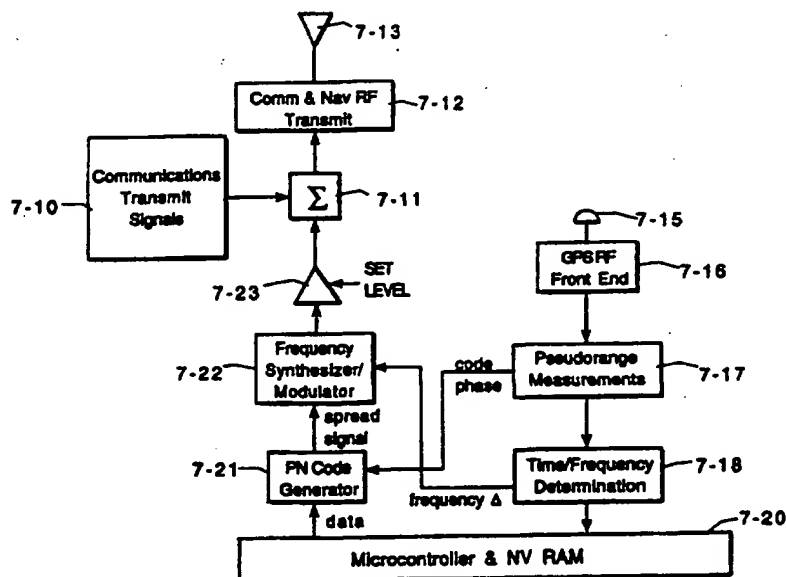 7-13
Comm & Nav RF
Transmit
7-12
Communications
Transmit
Signals
7-10
Σ
7-11
7-15
GPS RF
Front End
7-16
SET
LEVEL
7-23
Frequency
Synthesizer/
Modulator
7-22
code
phase
Pseudorange
Measurements
7-17
spread
signal
7-21
PN Code
Generator
Time/Frequency
Determination
7-18
frequency Δ
data
7-20
Microcontroller & NV RAM